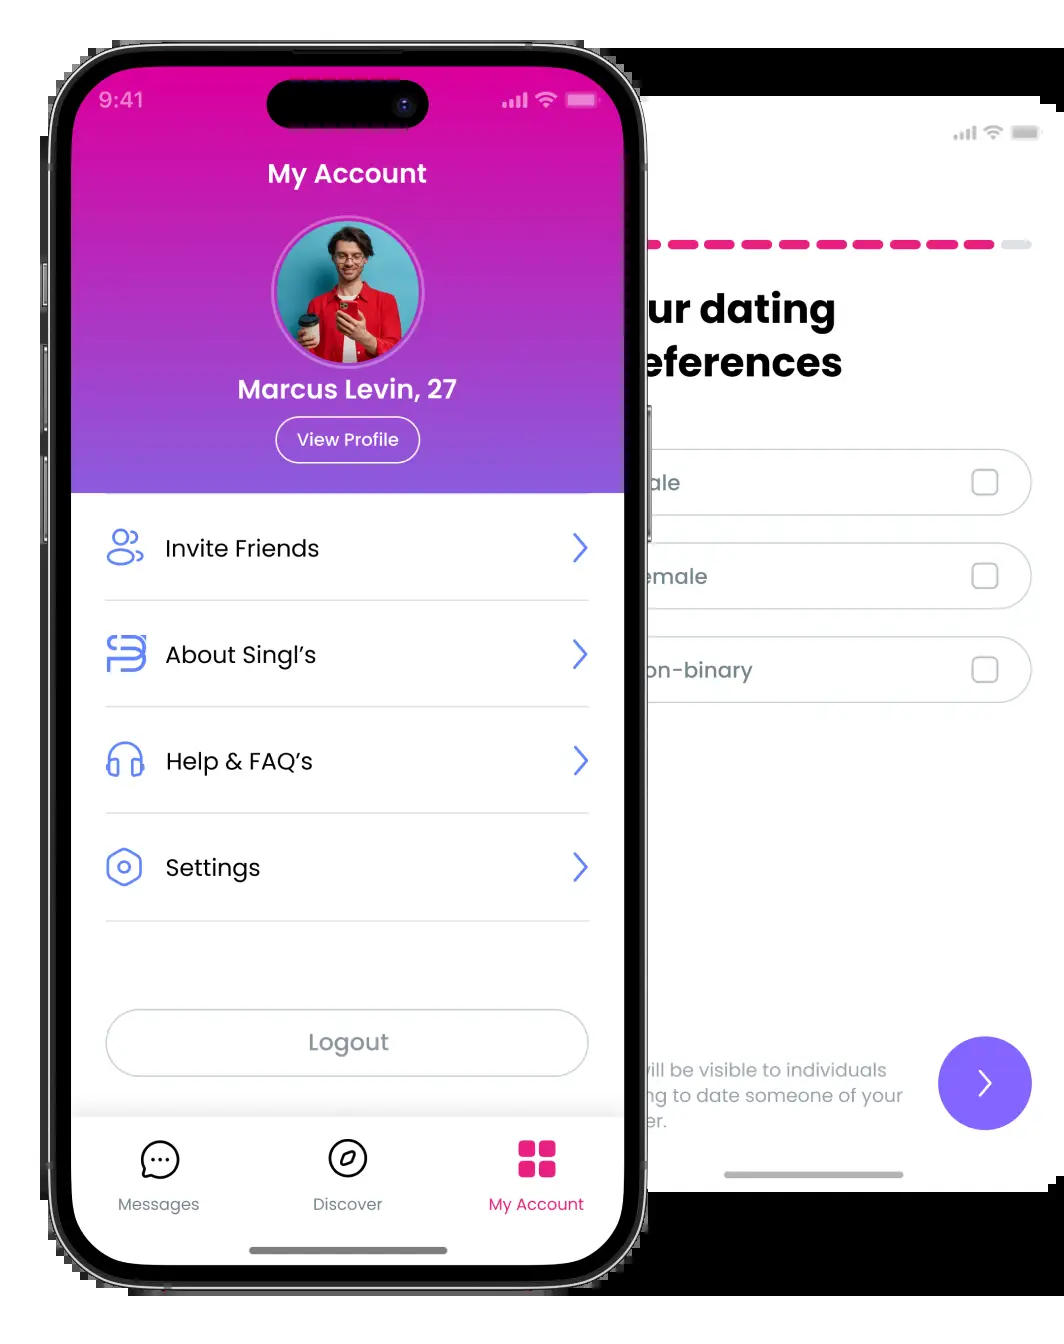 9:41
My Account
Marcus Levin, 27
View Profile
Invite Friends
About Singl's
Help & FAQ's
Settings
Logout
Messages
Discover
My Account
ur dating
eferences
ale
emale
on-binary
ill be visible to individuals
ng to date someone of your
er.